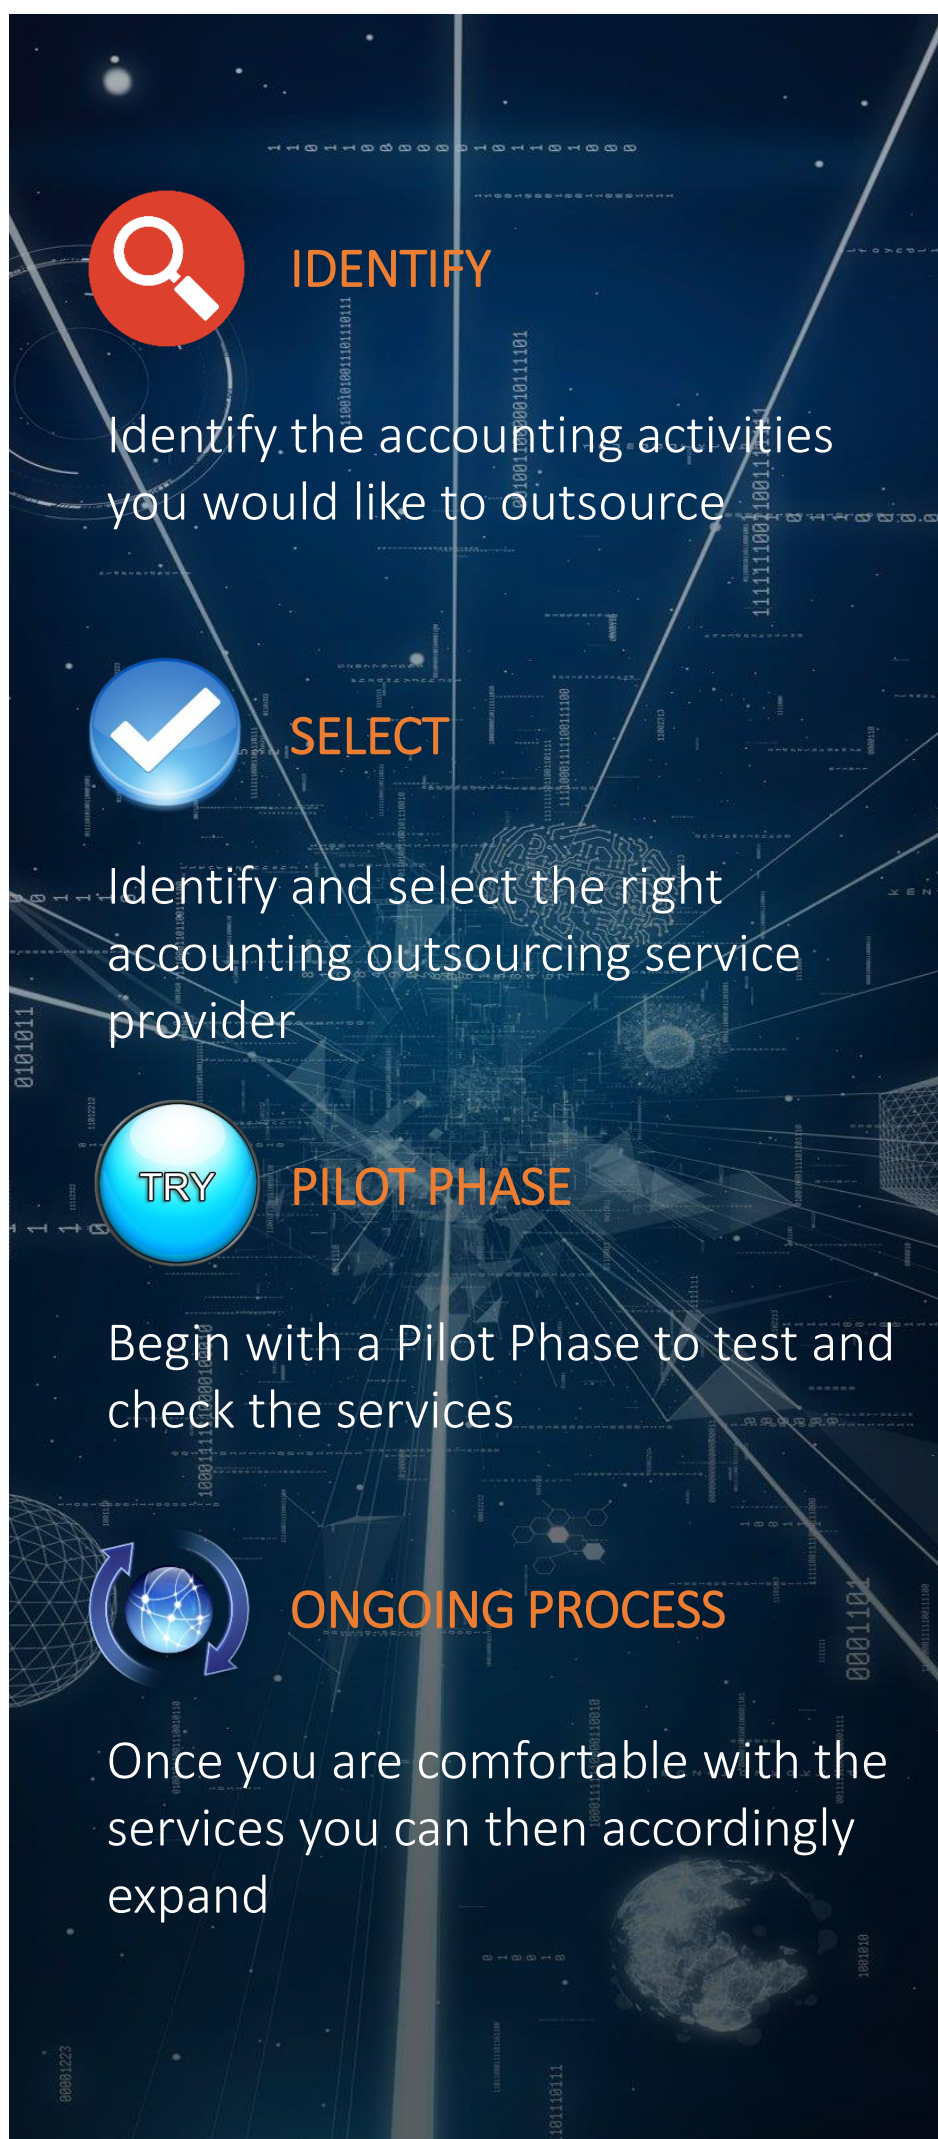 IDENTIFY
Identify the accounting activities
you would like to outsource
SELECT
Identify and select the right
accounting outsourcing service
provider
TRY
PILOT PHASE
Begin with a Pilot Phase to test and
check the services
ONGOING PROCESS
Once you are comfortable with the
services you can then accordingly
expand